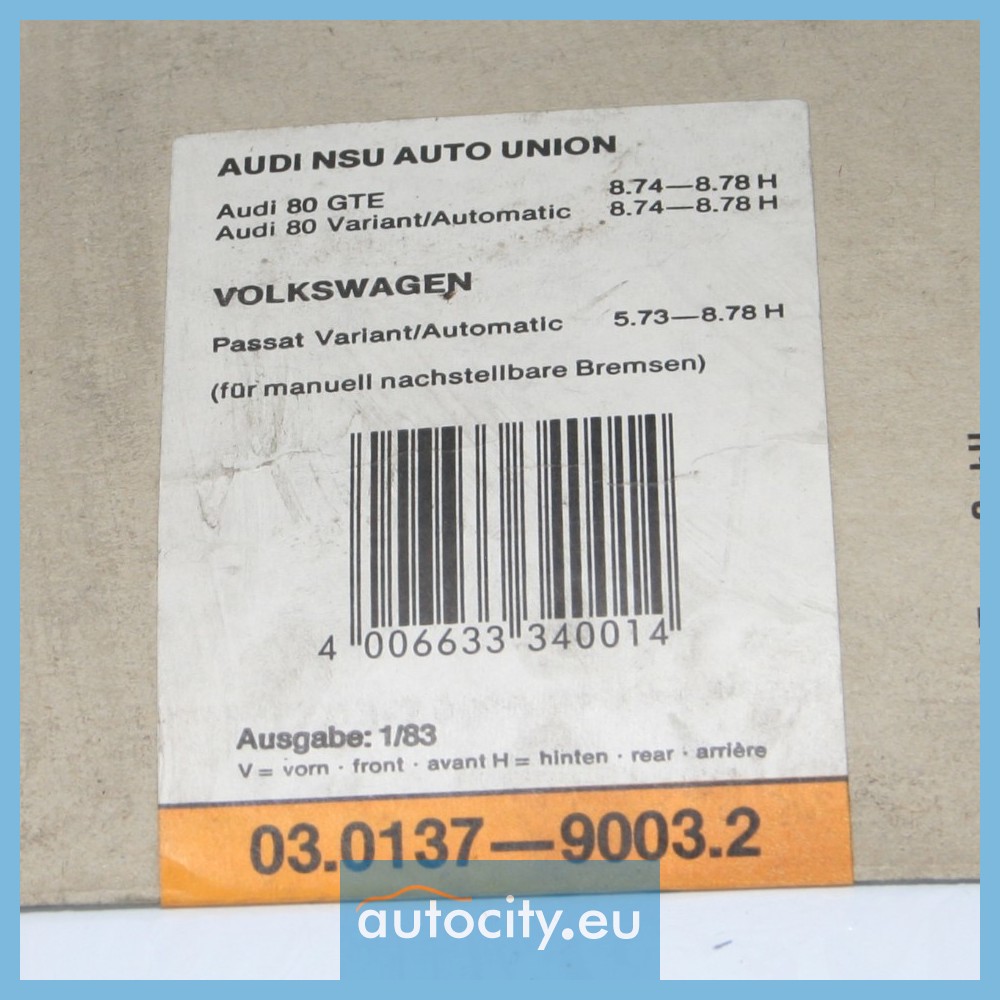 AUDI NSU AUTO UNION
Audi 80 GTE 8.74—8.78 H
Audi 80 Variant/Automatic 8.74—8.78 H
VOLKSWAGEN
Passat Variant/Automatic 5.73—8.78 H
(für manuell nachstellbare Bremsen)
4 006633 340014
Ausgabe: 1/83
V = vorn · front · avant H = hinten · rear · arrière
03.0137—9003.2
autocity.eu